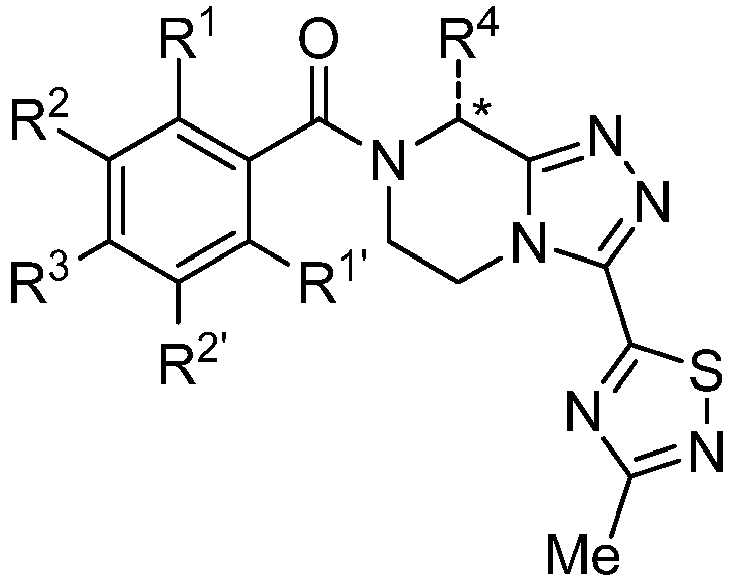 R¹ O R⁴
R² * N
N N
R³ R¹' N
R²' S
N N
Me